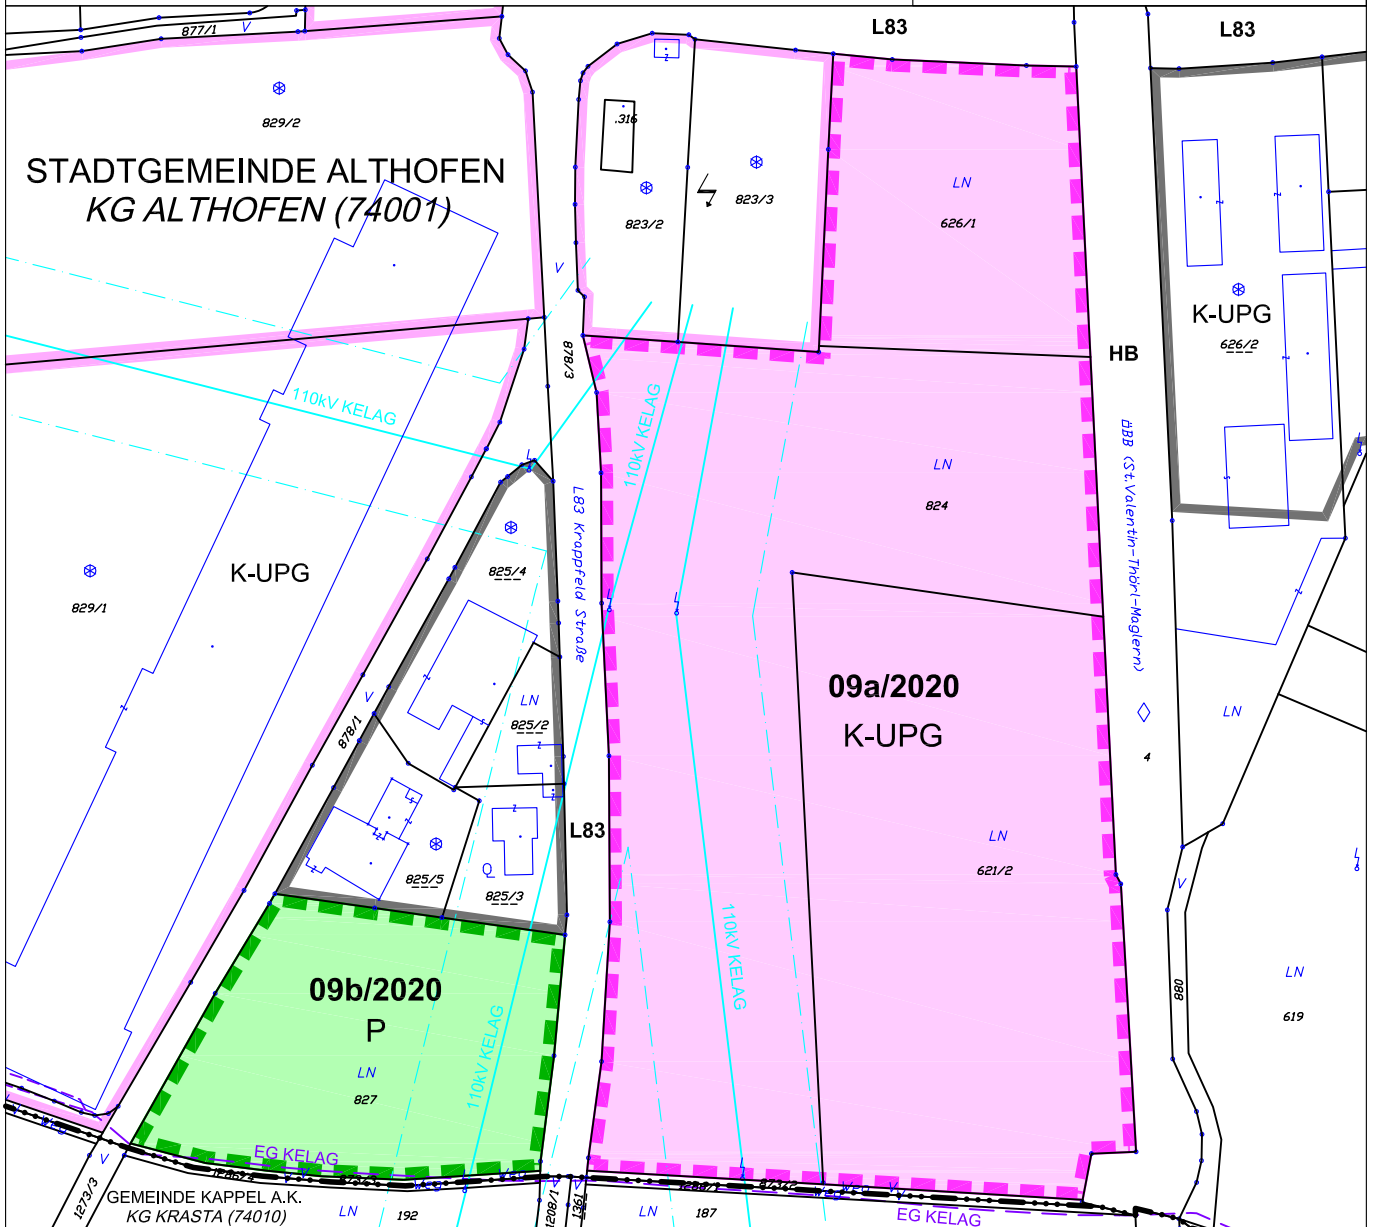 L83
L83
877/1
V
829/2
.316
STADTGEMEINDE ALTHOFEN
KG ALTHOFEN (74001)
823/2
823/3
LN
626/1
V
K-UPG
626/2
HB
878/3
110kV KELAG
110kV KELAG
LN
824
ÖBB (St.Valentin-Thörl-Maglern)
L83 Krappfeld Straße
K-UPG
829/1
825/4
LN
825/2
09a/2020
K-UPG
V
878/1
LN
4
L83
LN
621/2
825/5
Q
825/3
V
110kV KELAG
09b/2020
P
LN
827
110kV KELAG
880
LN
619
EG KELAG
V
1273/3
GEMEINDE KAPPEL A.K.
KG KRASTA (74010)
LN
192
1208/1
1361
LN
187
873/2
EG KELAG